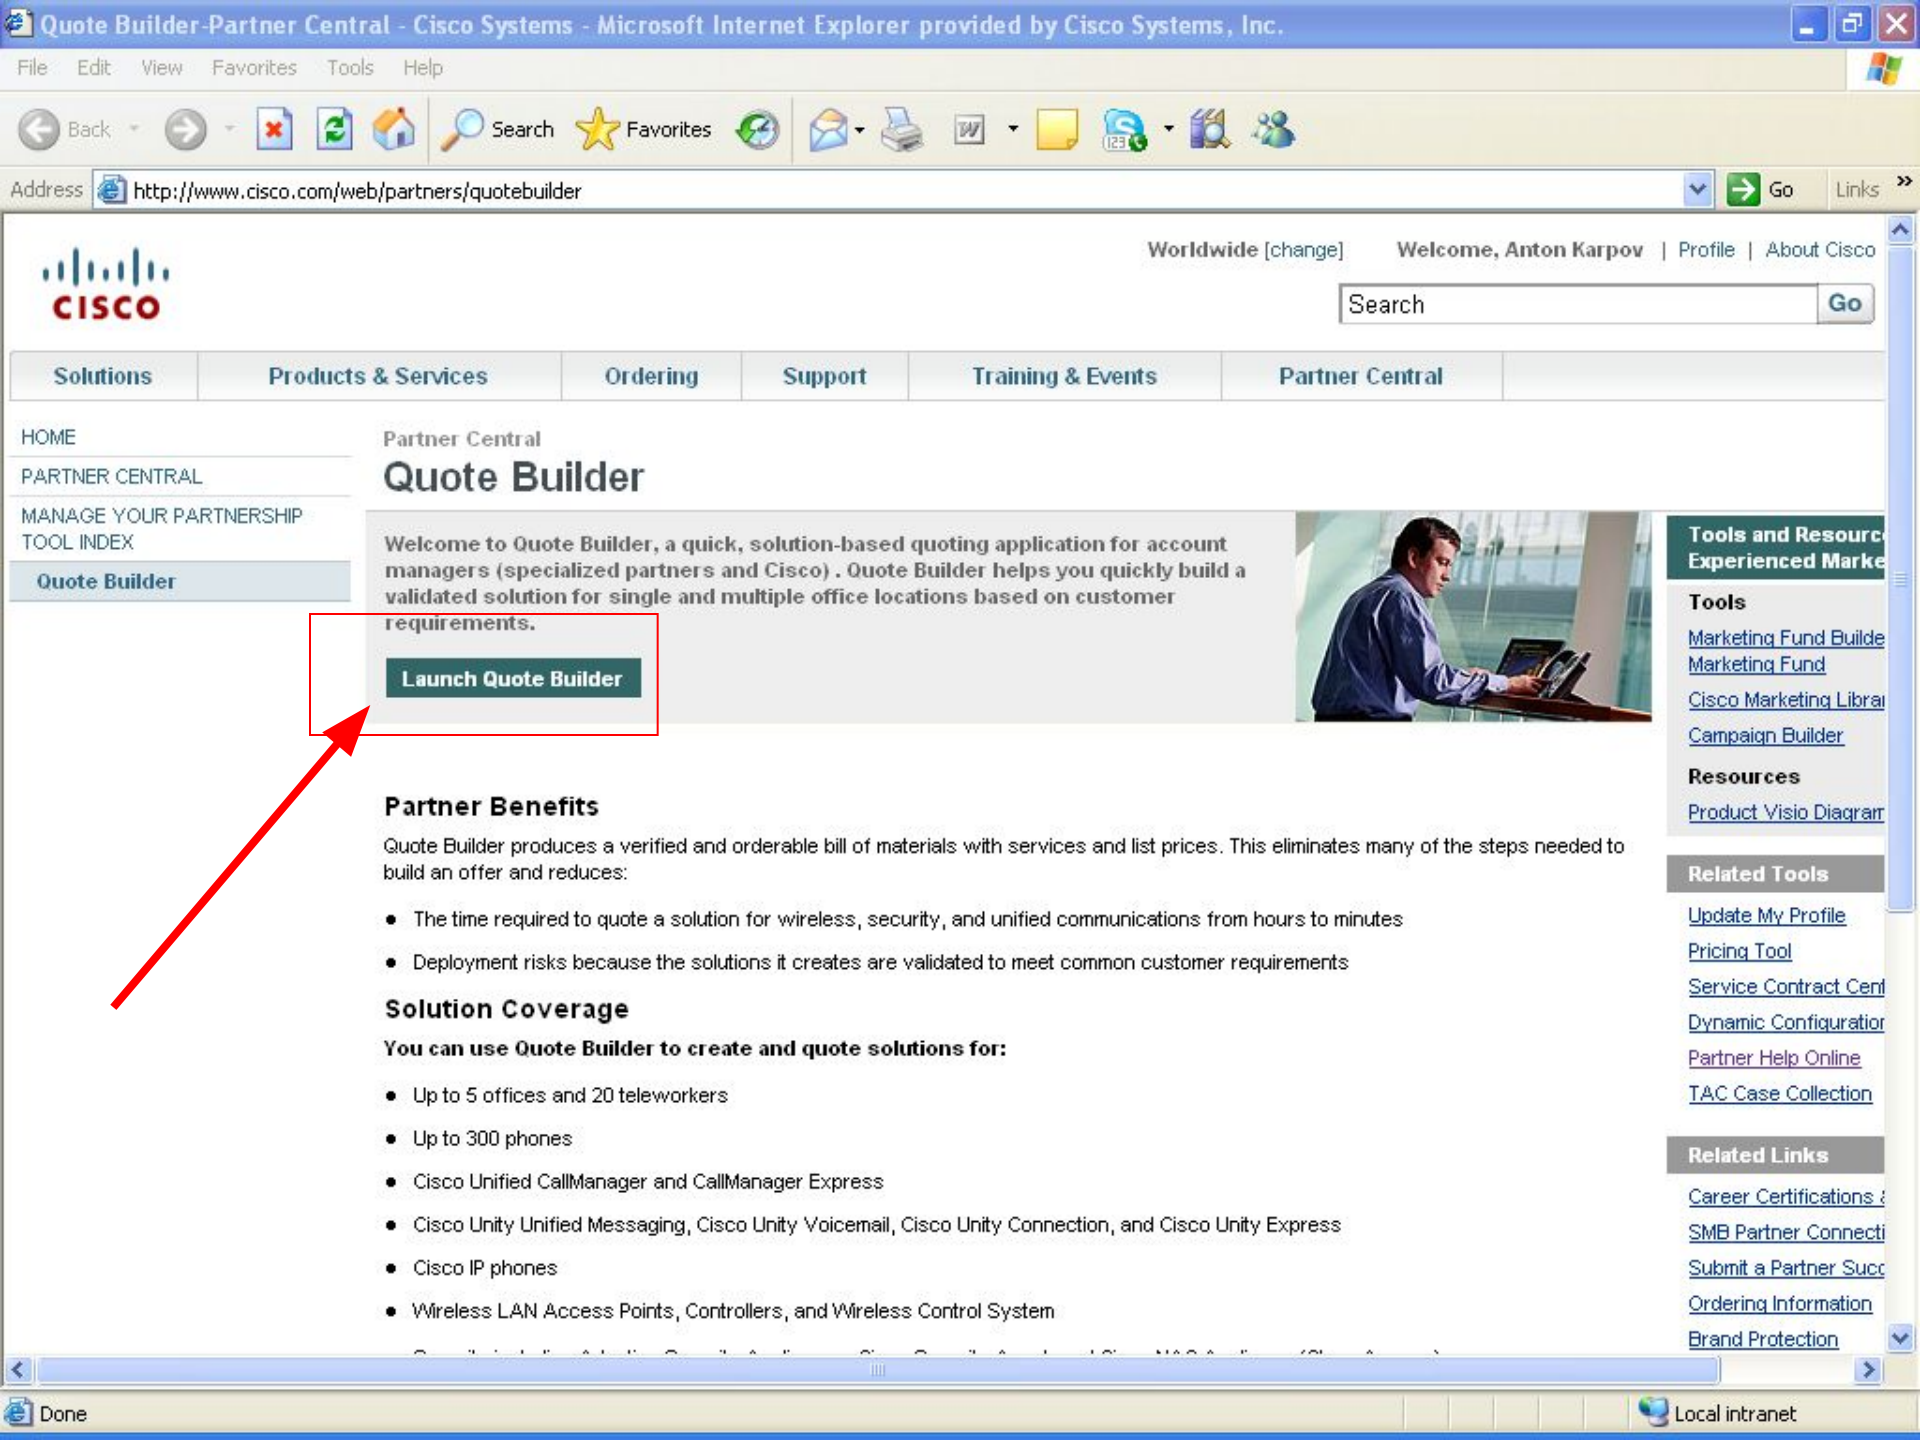 Quote Builder-Partner Central - Cisco Systems - Microsoft Internet Explorer provided by Cisco Systems, Inc.
File Edit View Favorites Tools Help
Back Search Favorites
Address http://www.cisco.com/web/partners/quotebuilder Go Links »
Worldwide [change] Welcome, Anton Karpov | Profile | About Cisco
CISCO
Search Go
Solutions Products & Services Ordering Support Training & Events Partner Central
HOME
PARTNER CENTRAL
MANAGE YOUR PARTNERSHIP
TOOL INDEX
Quote Builder
Partner Central
Quote Builder
Welcome to Quote Builder, a quick, solution-based quoting application for account
managers (specialized partners and Cisco) . Quote Builder helps you quickly build a
validated solution for single and multiple office locations based on customer
requirements.
Launch Quote Builder
Partner Benefits
Quote Builder produces a verified and orderable bill of materials with services and list prices. This eliminates many of the steps needed to
build an offer and reduces:
• The time required to quote a solution for wireless, security, and unified communications from hours to minutes
• Deployment risks because the solutions it creates are validated to meet common customer requirements
Solution Coverage
You can use Quote Builder to create and quote solutions for:
• Up to 5 offices and 20 teleworkers
• Up to 300 phones
• Cisco Unified CallManager and CallManager Express
• Cisco Unity Unified Messaging, Cisco Unity Voicemail, Cisco Unity Connection, and Cisco Unity Express
• Cisco IP phones
• Wireless LAN Access Points, Controllers, and Wireless Control System
Tools and Resourc
Experienced Marke
Tools
Marketing Fund Builde
Marketing Fund
Cisco Marketing Librar
Campaign Builder
Resources
Product Visio Diagram
Related Tools
Update My Profile
Pricing Tool
Service Contract Cent
Dynamic Configuration
Partner Help Online
TAC Case Collection
Related Links
Career Certifications &
SMB Partner Connecti
Submit a Partner Succ
Ordering Information
Brand Protection
Done Local intranet